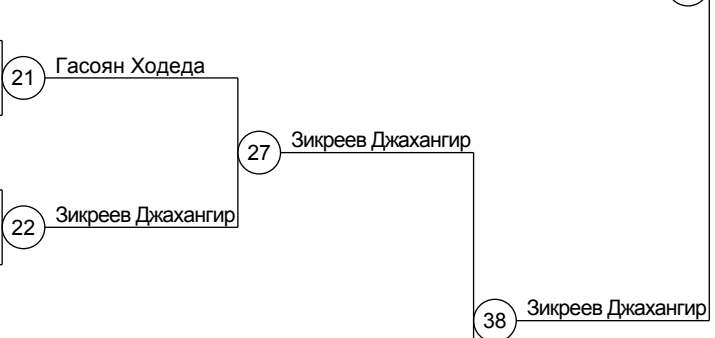 21 Гасоян Ходеда
27 Зикреев Джахангир
22 Зикреев Джахангир
38 Зикреев Джахангир